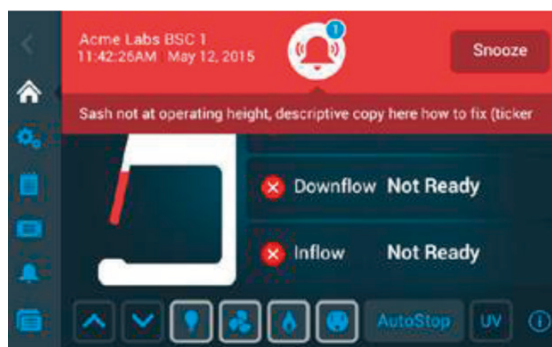 Acme Labs BSC 1
11:42:26AM May 12, 2015
1
Snooze
Sash not at operating height, descriptive copy here how to fix (ticker
Downflow Not Ready
Inflow Not Ready
AutoStop
UV